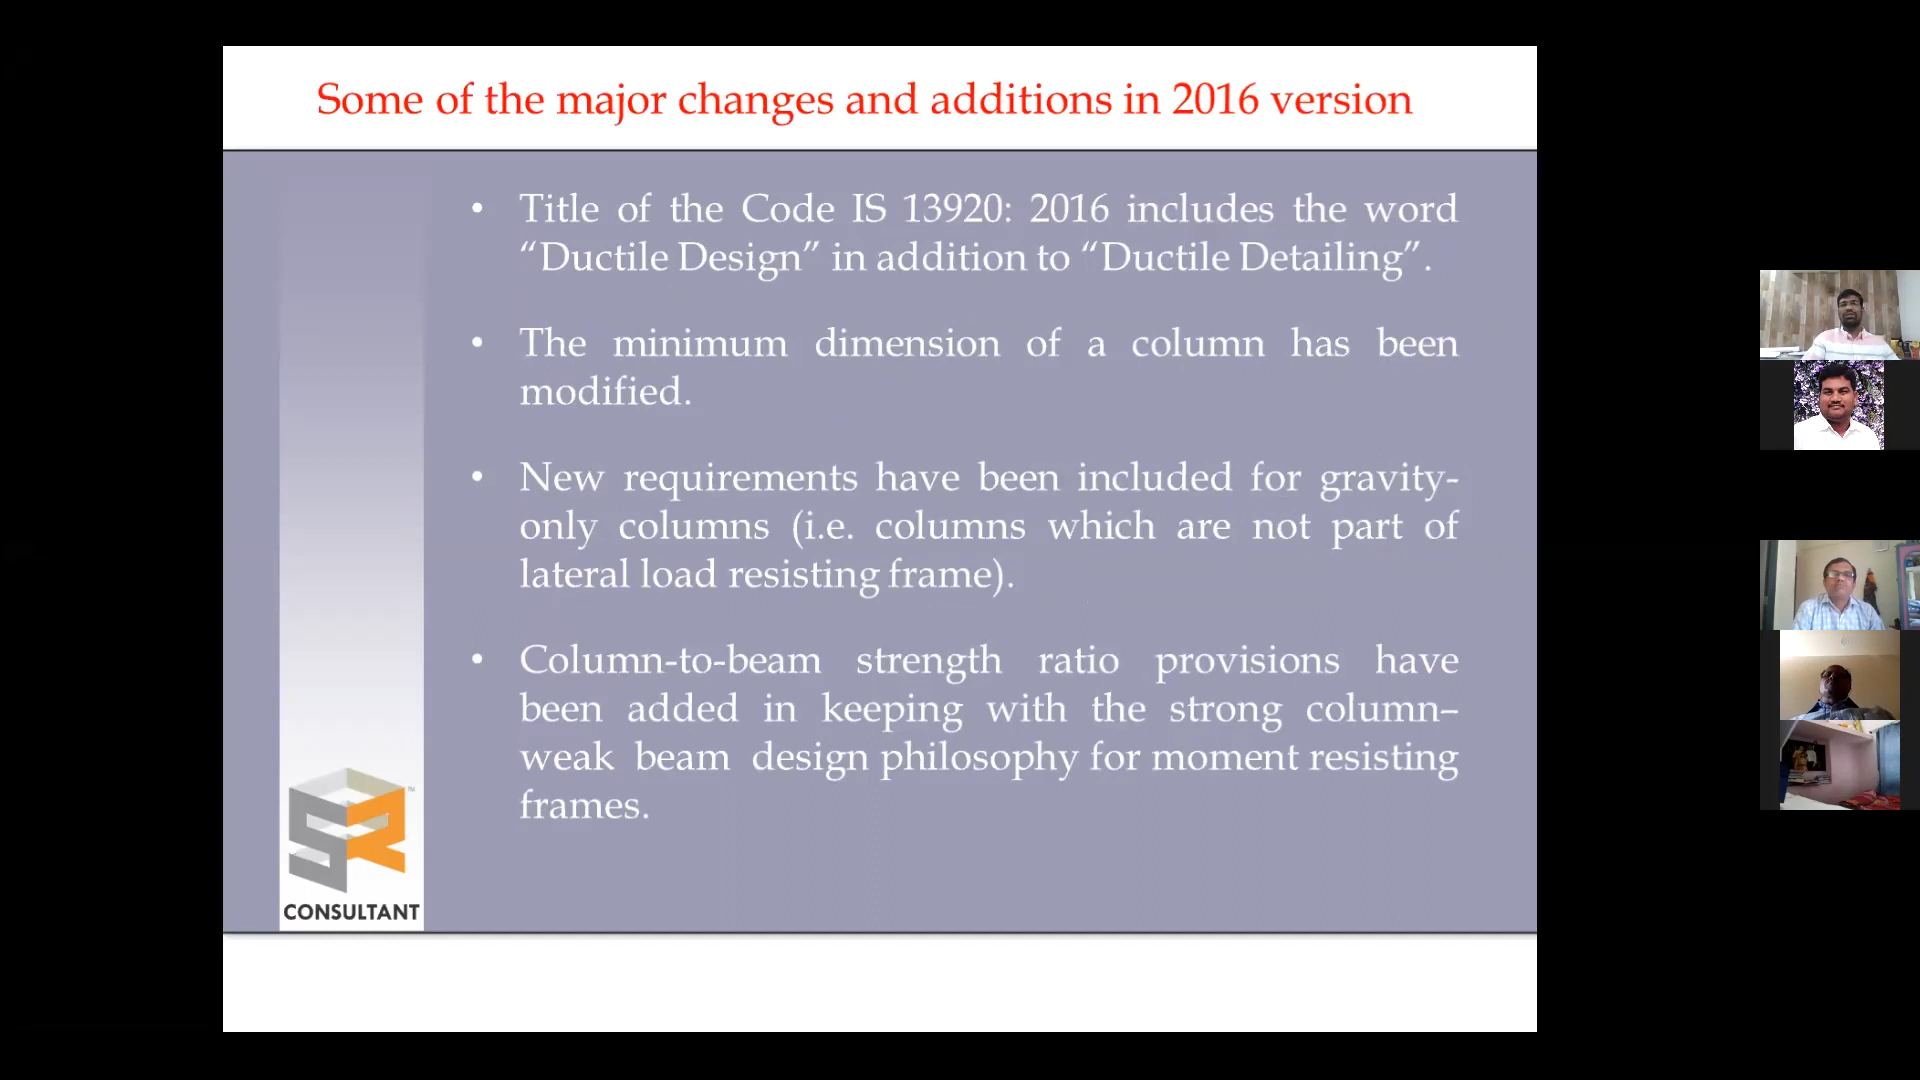 Some of the major changes and additions in 2016 version
• Title of the Code IS 13920: 2016 includes the word
“Ductile Design” in addition to “Ductile Detailing”.
• The minimum dimension of a column has been
modified.
• New requirements have been included for gravity-
only columns (i.e. columns which are not part of
lateral load resisting frame).
• Column-to-beam strength ratio provisions have
been added in keeping with the strong column–
weak beam design philosophy for moment resisting
frames.
SR
TM
CONSULTANT